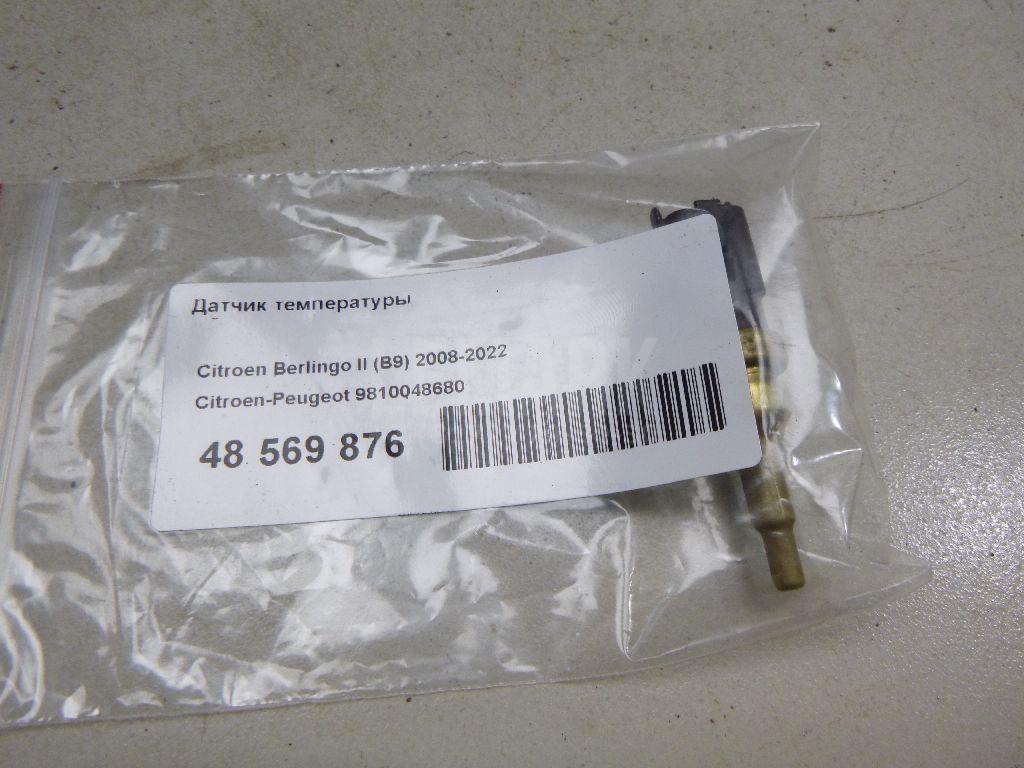 Датчик температуры
Citroen Berlingo II (B9) 2008-2022
Citroen-Peugeot 9810048680
48 569 876